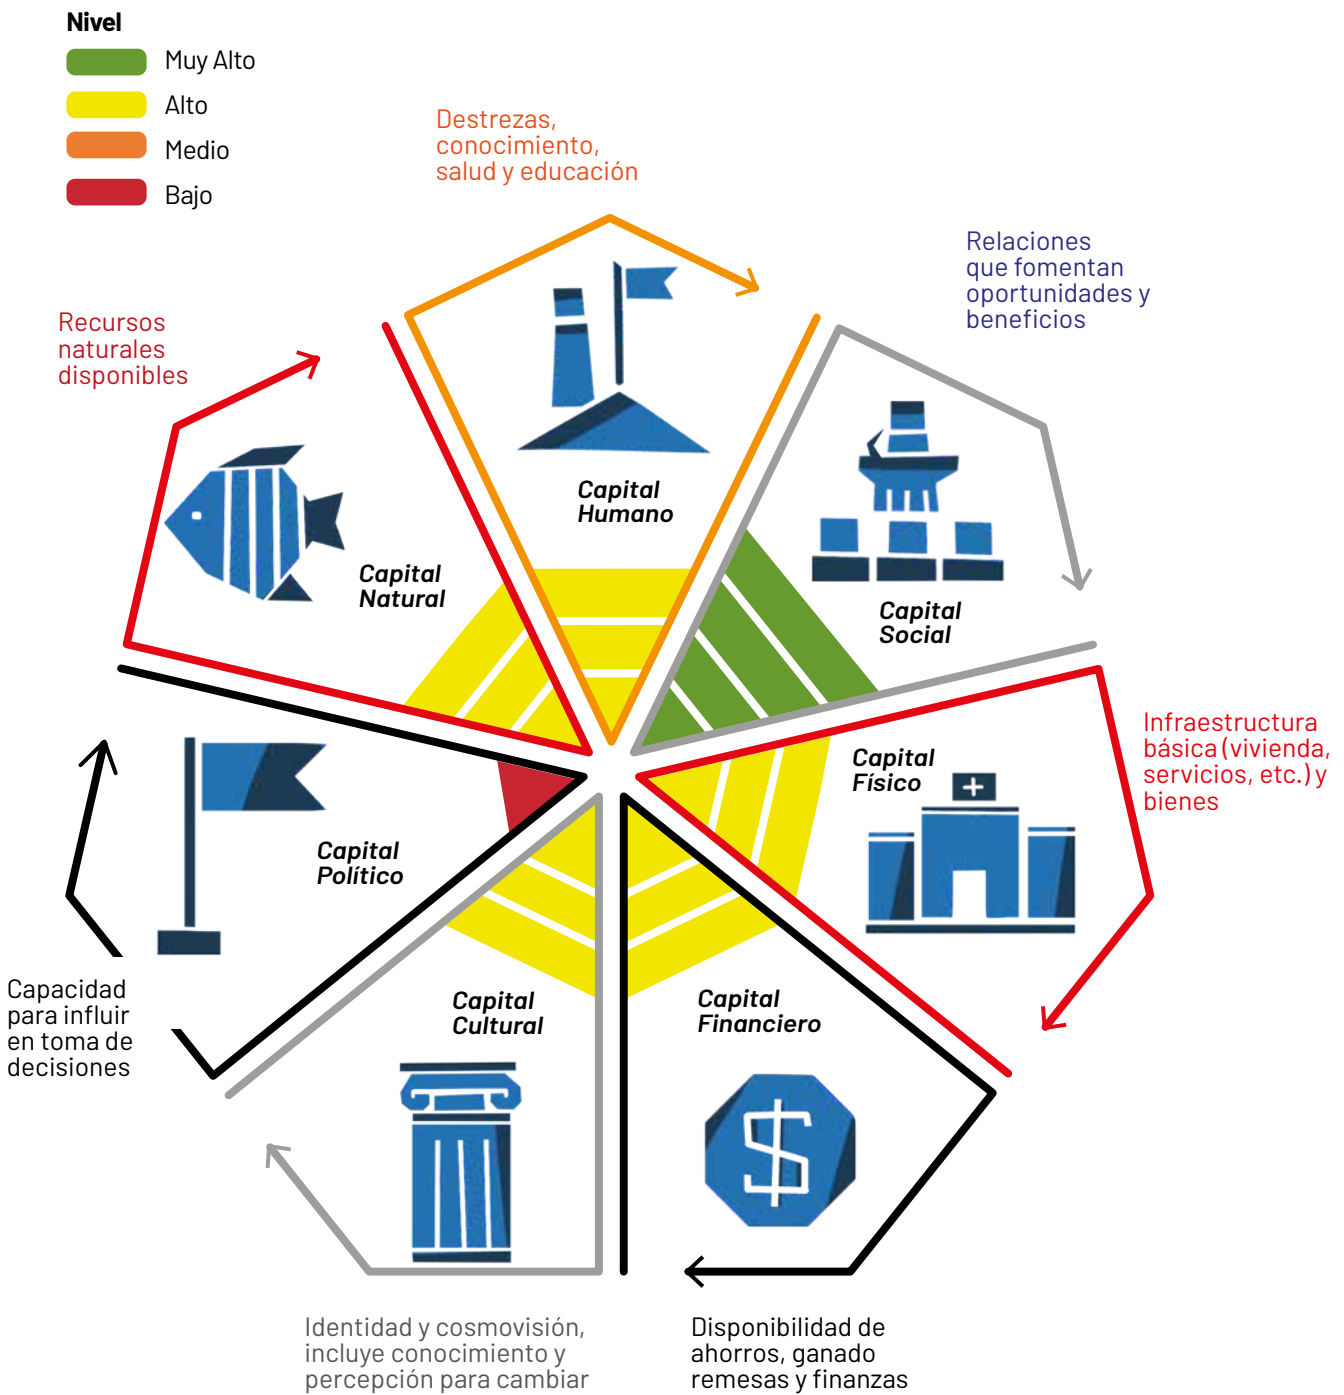 Nivel
Muy Alto
Alto
Medio
Bajo
Destrezas,
conocimiento,
salud y educación
Relaciones
que fomentan
oportunidades y
beneficios
Recursos
naturales
disponibles
Capital
Humano
Capital
Natural
Capital
Social
Infraestructura
básica (vivienda,
servicios, etc.) y
bienes
Capital
Físico
Capital
Político
Capacidad
para influir
en toma de
decisiones
Capital
Cultural
Capital
Financiero
$
Identidad y cosmovisión,
incluye conocimiento y
percepción para cambiar
Disponibilidad de
ahorros, ganado
remesas y finanzas